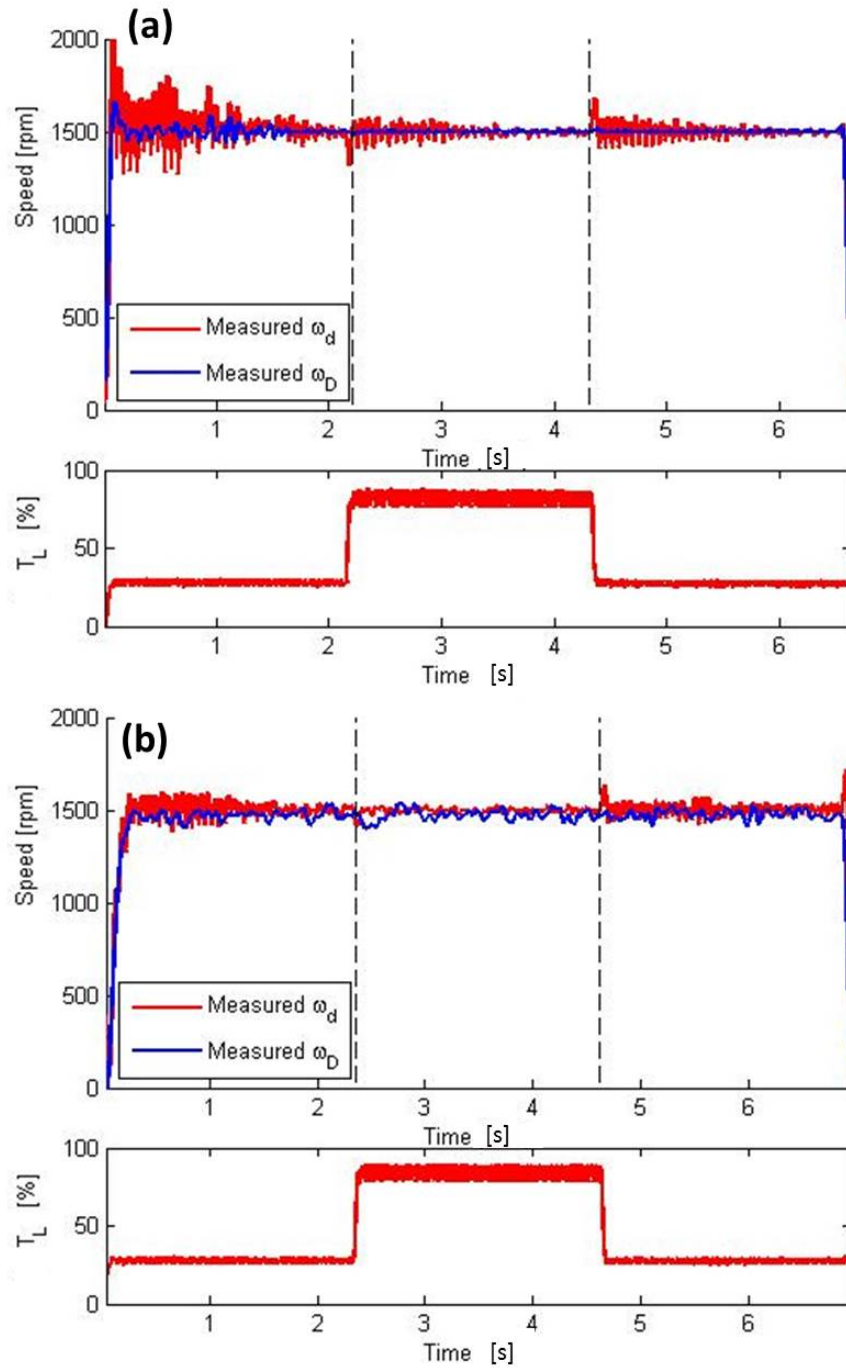 (a)
Speed [rpm]
2000
1500
1000
500
0
Measured ω_d
Measured ω_D
1 2 3 4 5 6
Time [s]
T_L [%]
100
50
0
1 2 3 4 5 6
Time [s]
(b)
Speed [rpm]
2000
1500
1000
500
0
Measured ω_d
Measured ω_D
1 2 3 4 5 6
Time [s]
T_L [%]
100
50
0
1 2 3 4 5 6
Time [s]